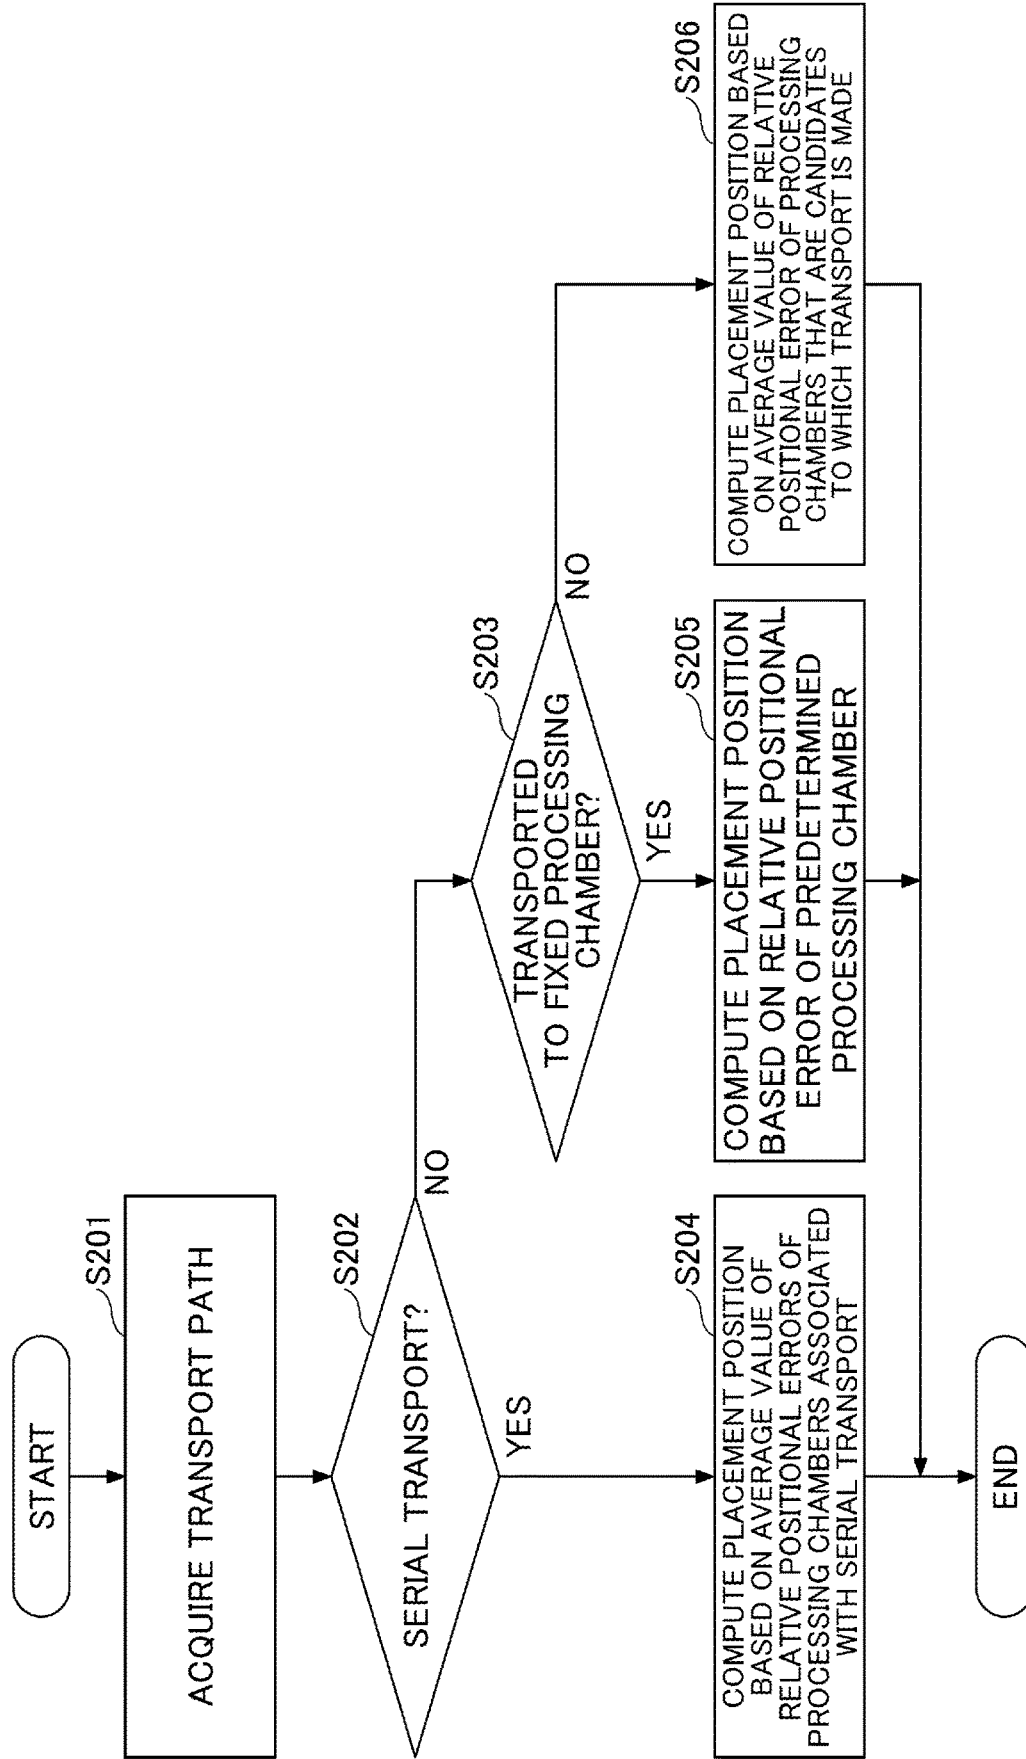 START
S201
ACQUIRE TRANSPORT PATH
S202
SERIAL TRANSPORT?
NO
YES
S203
TRANSPORTED
TO FIXED PROCESSING
CHAMBER?
NO
YES
S204
COMPUTE PLACEMENT POSITION
BASED ON AVERAGE VALUE OF
RELATIVE POSITIONAL ERRORS OF
PROCESSING CHAMBERS ASSOCIATED
WITH SERIAL TRANSPORT
S205
COMPUTE PLACEMENT POSITION
BASED ON RELATIVE POSITIONAL
ERROR OF PREDETERMINED
PROCESSING CHAMBER
S206
COMPUTE PLACEMENT POSITION BASED
ON AVERAGE VALUE OF RELATIVE
POSITIONAL ERROR OF PROCESSING
CHAMBERS THAT ARE CANDIDATES
TO WHICH TRANSPORT IS MADE
END